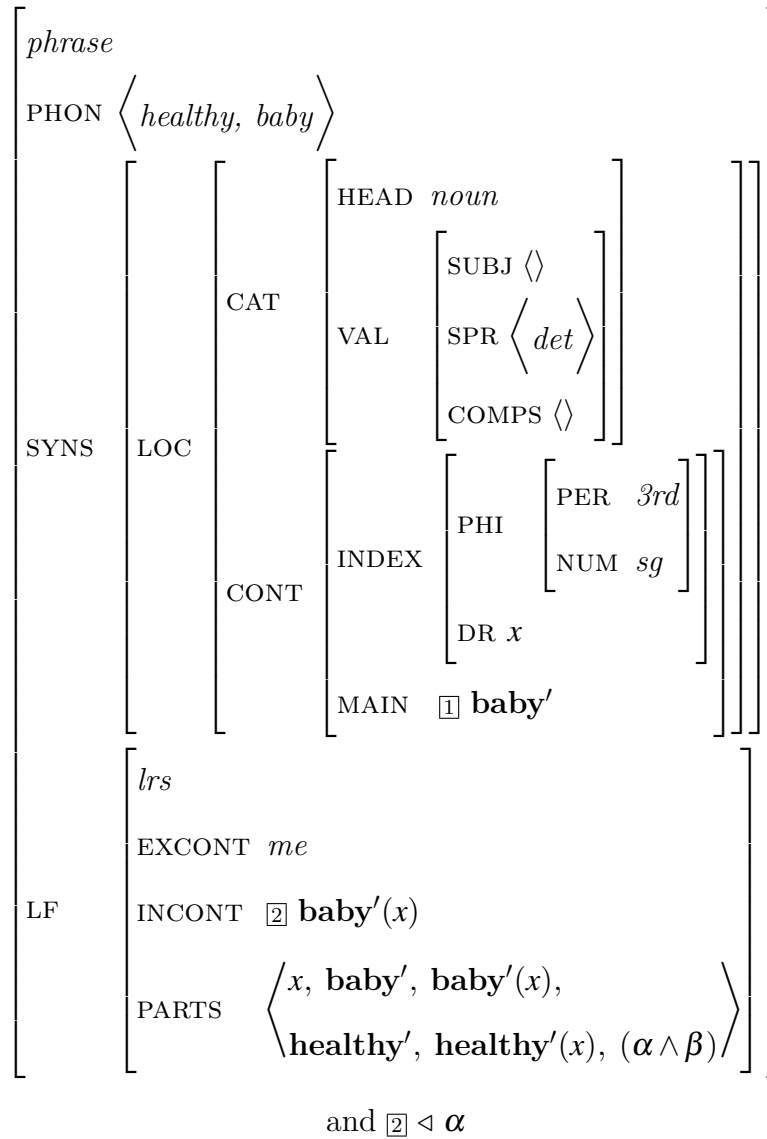 phrase
PHON ⟨healthy, baby⟩
HEAD noun
SUBJ ⟨⟩
CAT
VAL SPR ⟨det⟩
COMPS ⟨⟩
SYNS LOC
PER 3rd
PHI
INDEX NUM sg
CONT
DR x
MAIN 1 baby′
lrs
EXCONT me
LF INCONT 2 baby′(x)
x, baby′, baby′(x),
PARTS
healthy′, healthy′(x), (α ∧ β)
and 2 ◁ α